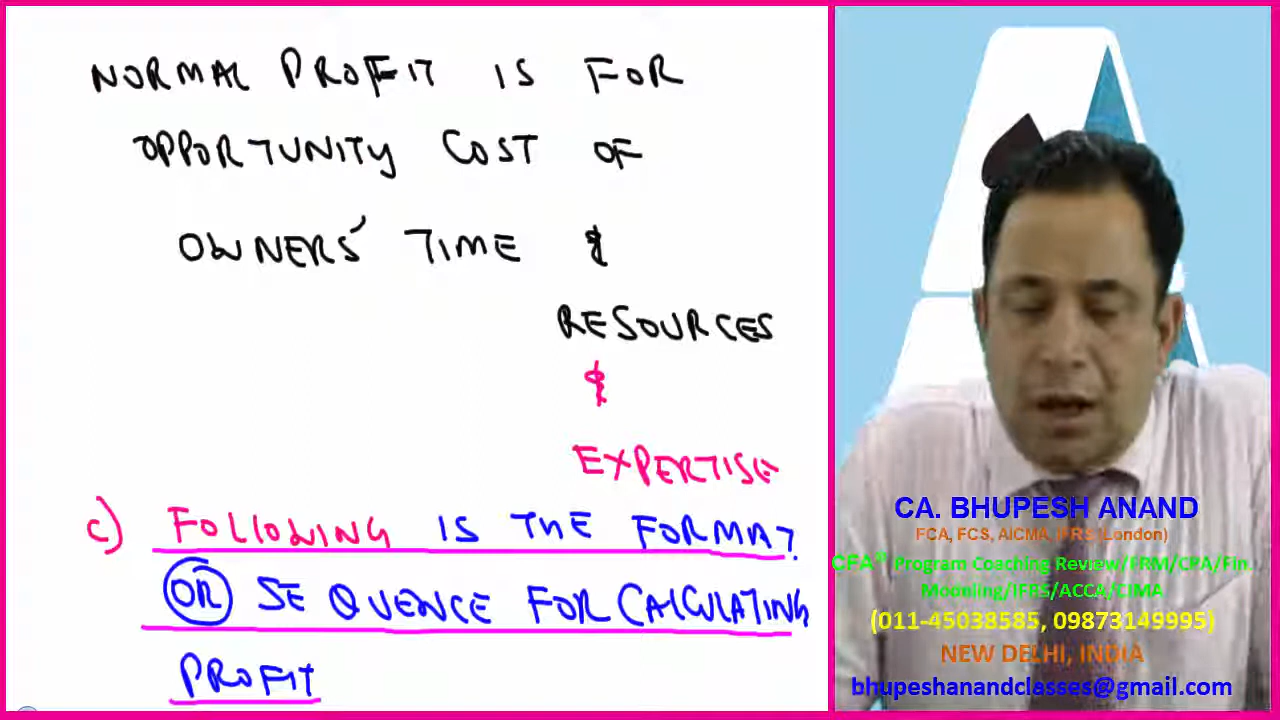 NORMAL PROFIT IS FOR
OPPORTUNITY COST OF
OWNERS' TIME &
RESOURCES
&
EXPERTISE
c) FOLLOWING IS THE FORMAT
OR SEQUENCE FOR CALCULATING
PROFIT
CA. BHUPESH ANAND
FCA, FCS, AICMA, IFRS (London)
CFA® Program Coaching Review/FRM/CPA/Fin.
/IFRS/ACCA/CIMA
(011-45038585, 09873149995)
NEW DELHI, INDIA
bhupeshanandclasses@gmail.com